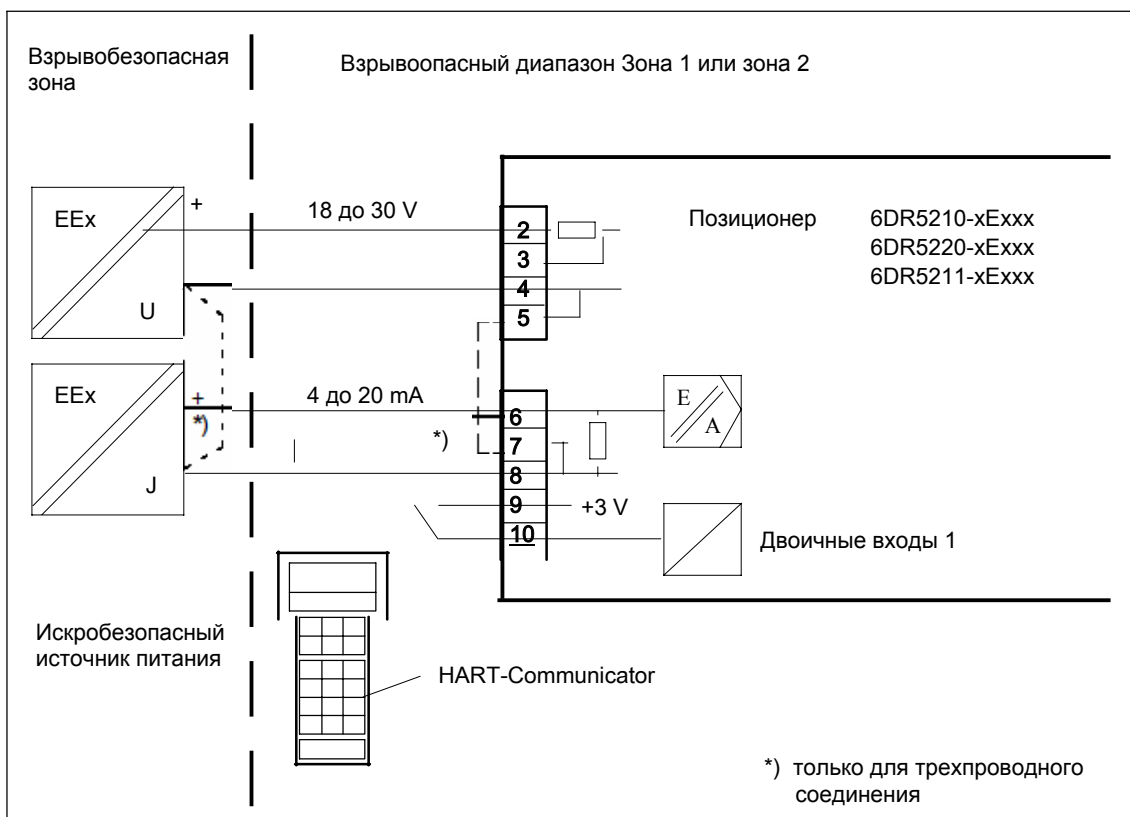 Взрывобезопасная
зона
Взрывоопасный диапазон Зона 1 или зона 2
EEx
+
U
18 до 30 V
2
3
4
5
Позиционер 6DR5210-xExxx
6DR5220-xExxx
6DR5211-xExxx
EEx
+
*)
J
4 до 20 mA
*)
6
7
8
9
10
+3 V
E
A
Двоичные входы 1
Искробезопасный
источник питания
HART-Communicator
*) только для трехпроводного
соединения